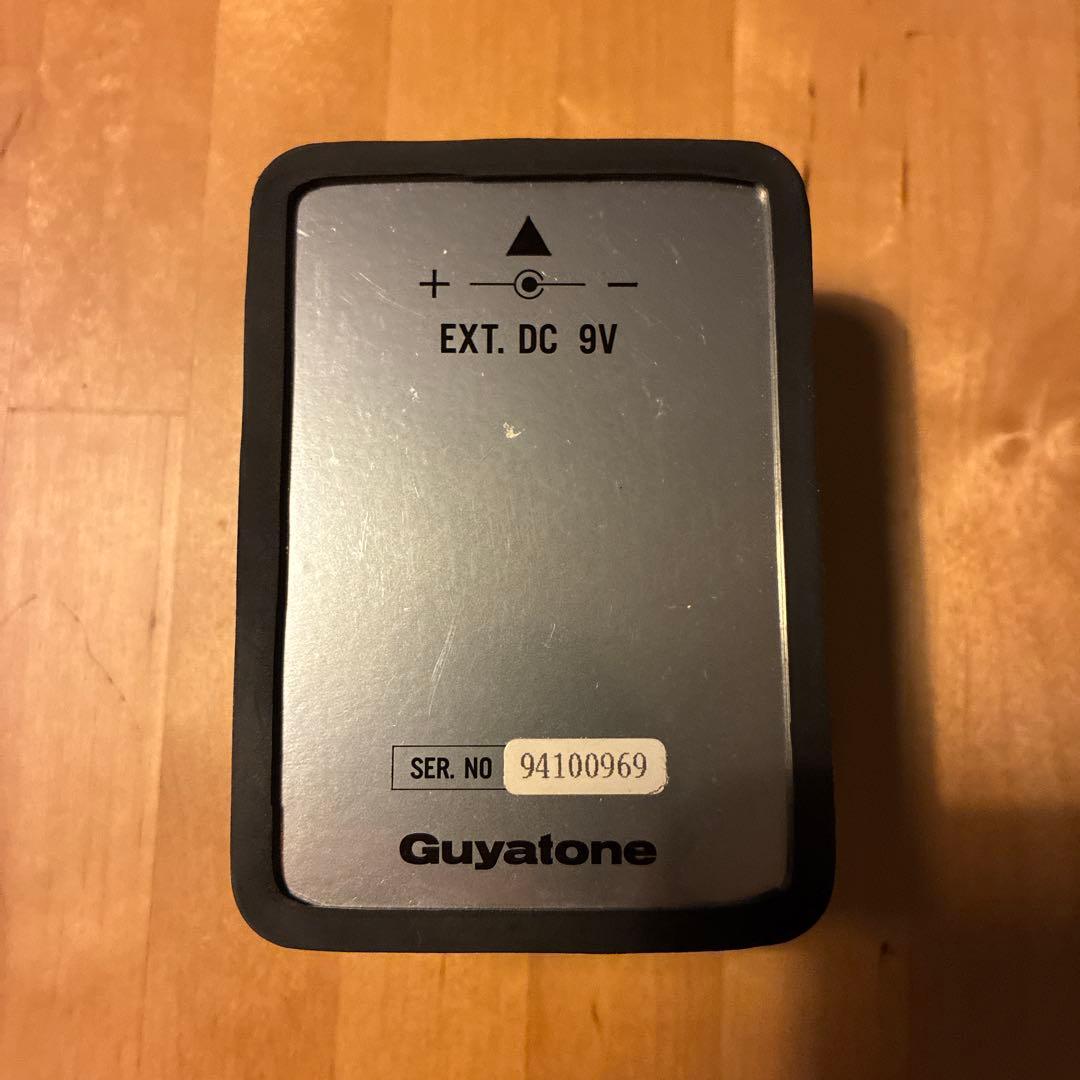 + −
EXT. DC 9V
SER. NO 94100969
Guyatone